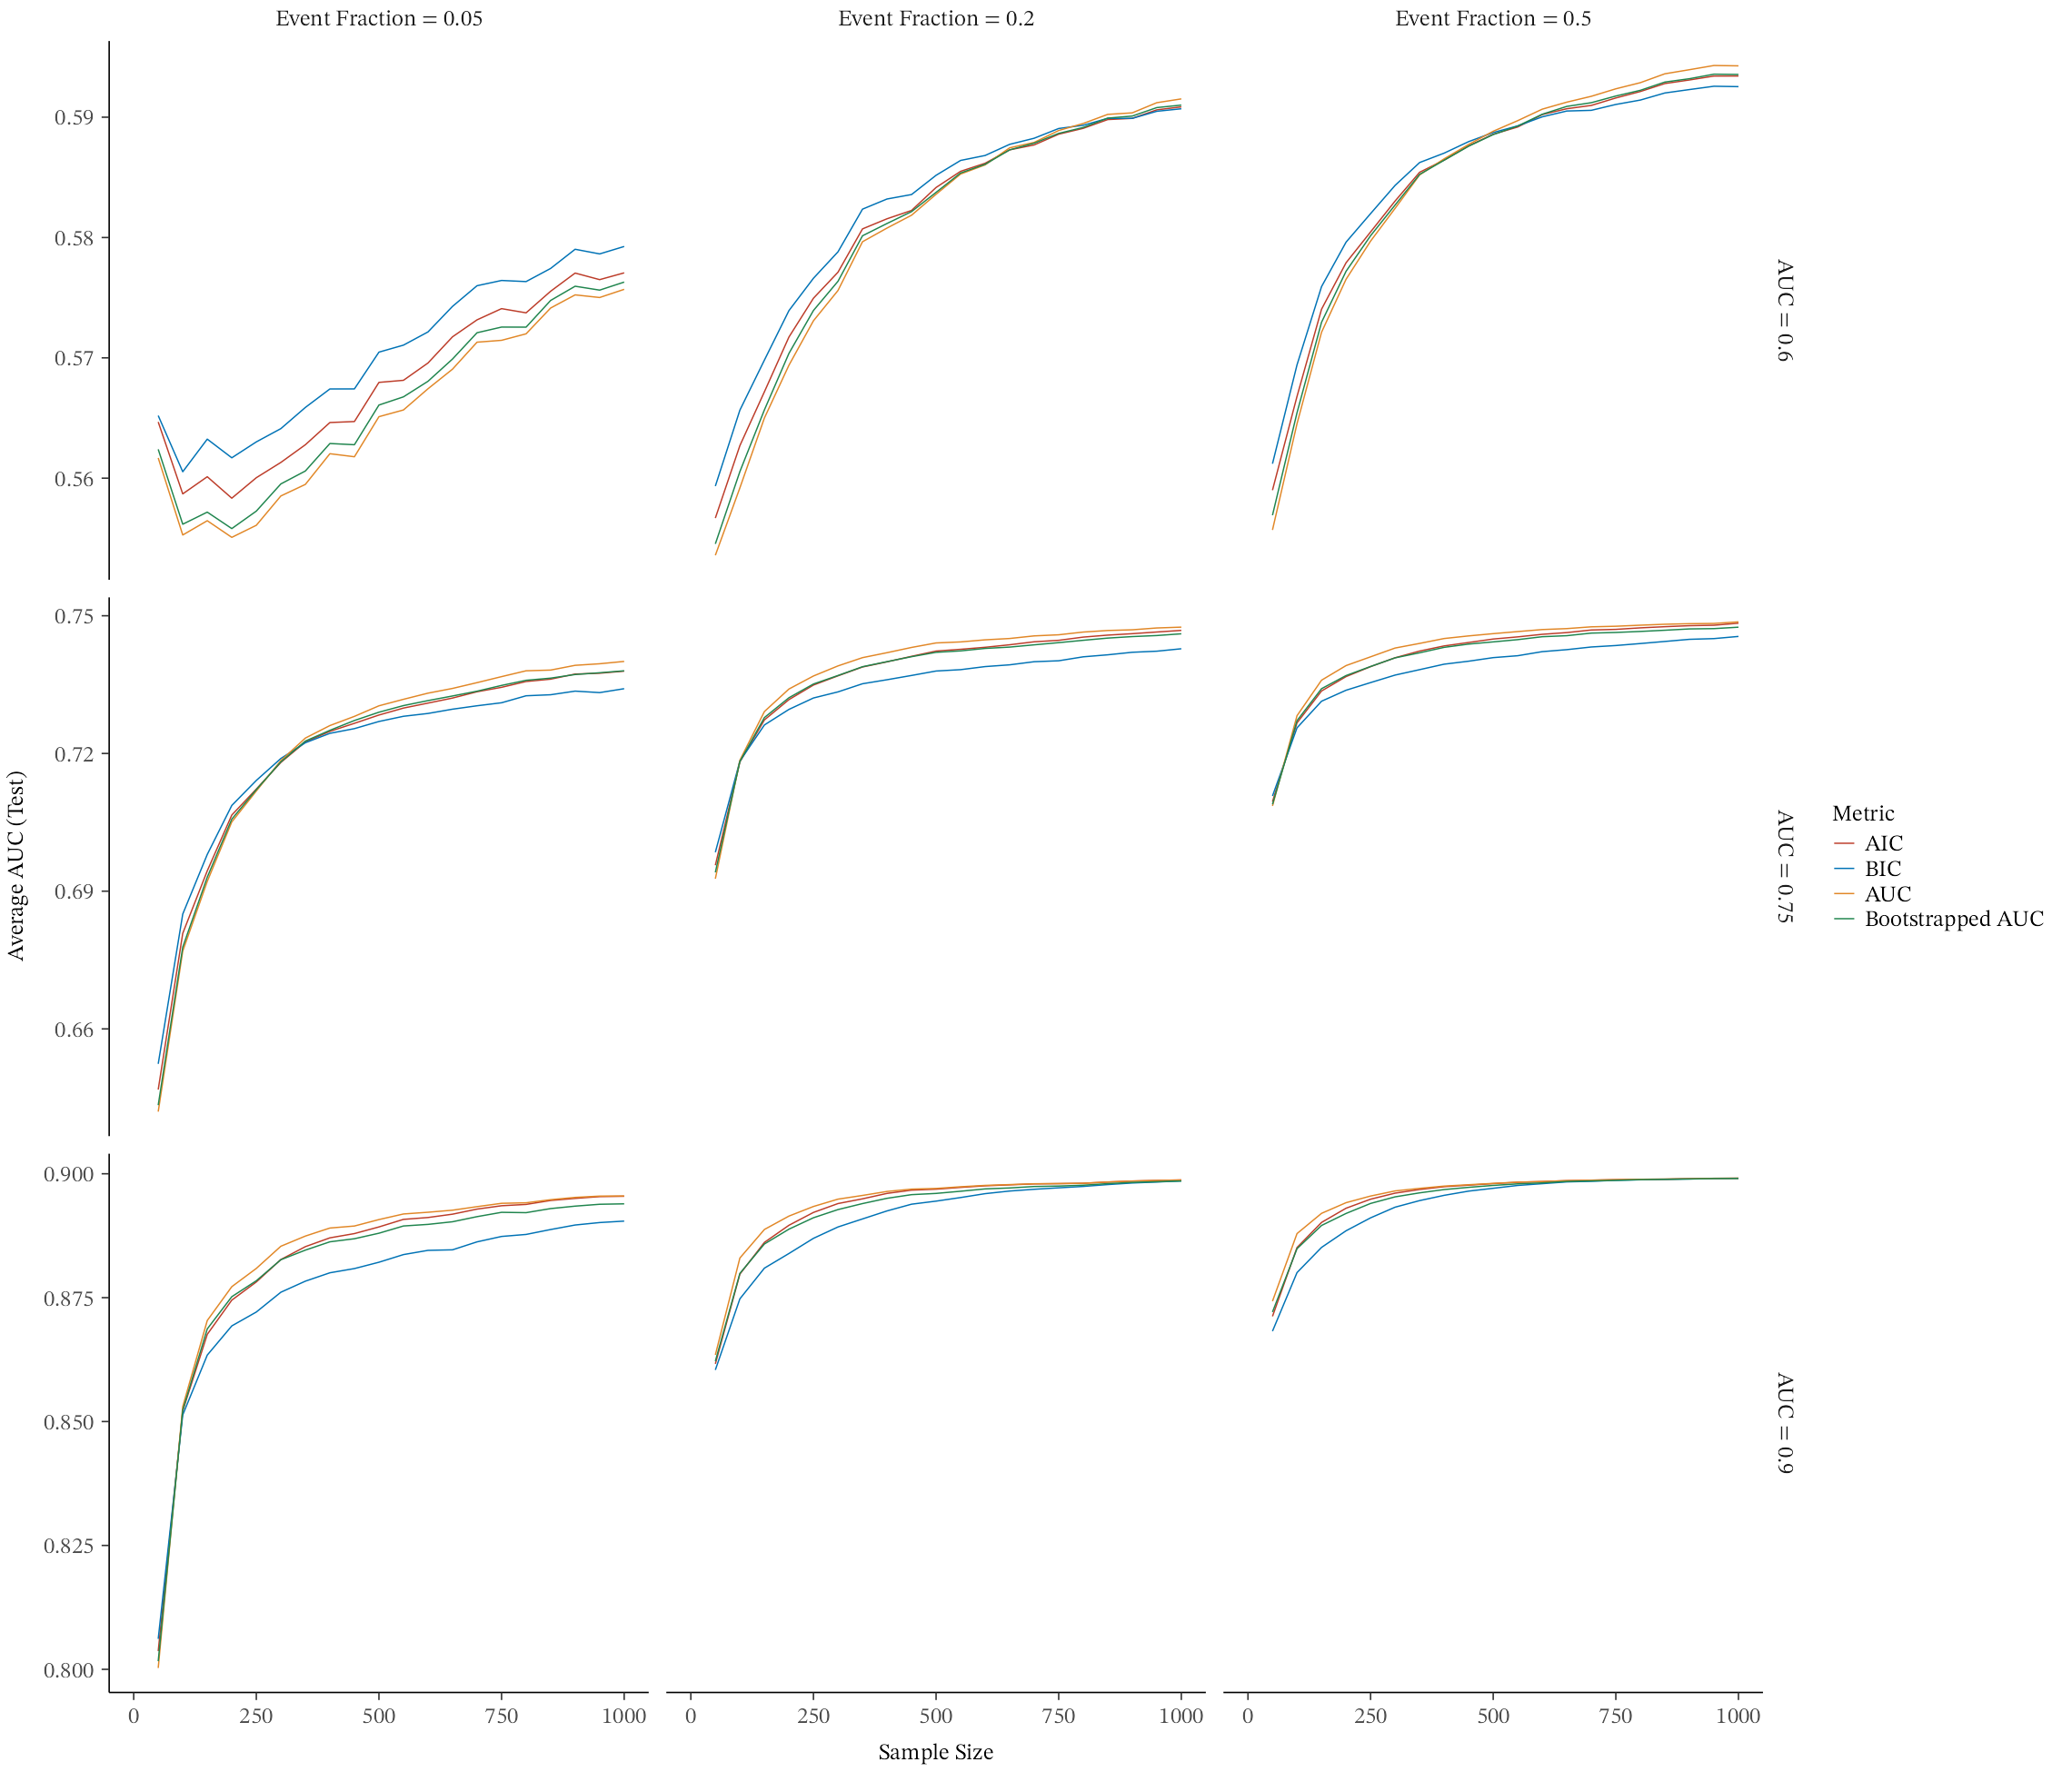 Event Fraction = 0.05
Event Fraction = 0.2
Event Fraction = 0.5
0.59
0.58
0.57
0.56
AUC = 0.6
0.75
0.72
0.69
0.66
AUC = 0.75
Average AUC (Test)
Metric
AIC
BIC
AUC
Bootstrapped AUC
0.900
0.875
0.850
0.825
0.800
AUC = 0.9
0 250 500 750 1000
0 250 500 750 1000
0 250 500 750 1000
Sample Size